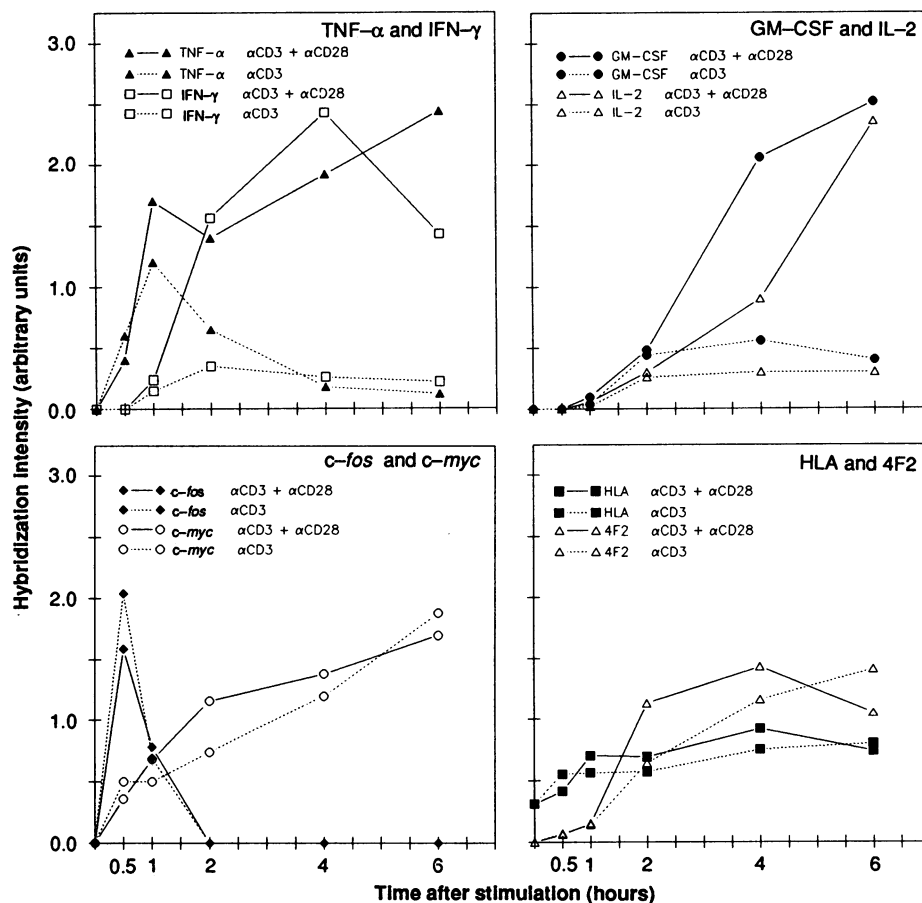 TNF–α and IFN–γ
TNF–α αCD3 + αCD28
TNF–α αCD3
IFN–γ αCD3 + αCD28
IFN–γ αCD3
3.0
2.0
1.0
0.0
GM–CSF and IL–2
GM–CSF αCD3 + αCD28
GM–CSF αCD3
IL–2 αCD3 + αCD28
IL–2 αCD3
Hybridization intensity (arbitrary units)
c–fos and c–myc
c–fos αCD3 + αCD28
c–fos αCD3
c–myc αCD3 + αCD28
c–myc αCD3
3.0
2.0
1.0
0.0
0.5 1 2 4 6
HLA and 4F2
HLA αCD3 + αCD28
HLA αCD3
4F2 αCD3 + αCD28
4F2 αCD3
0.5 1 2 4 6
Time after stimulation (hours)